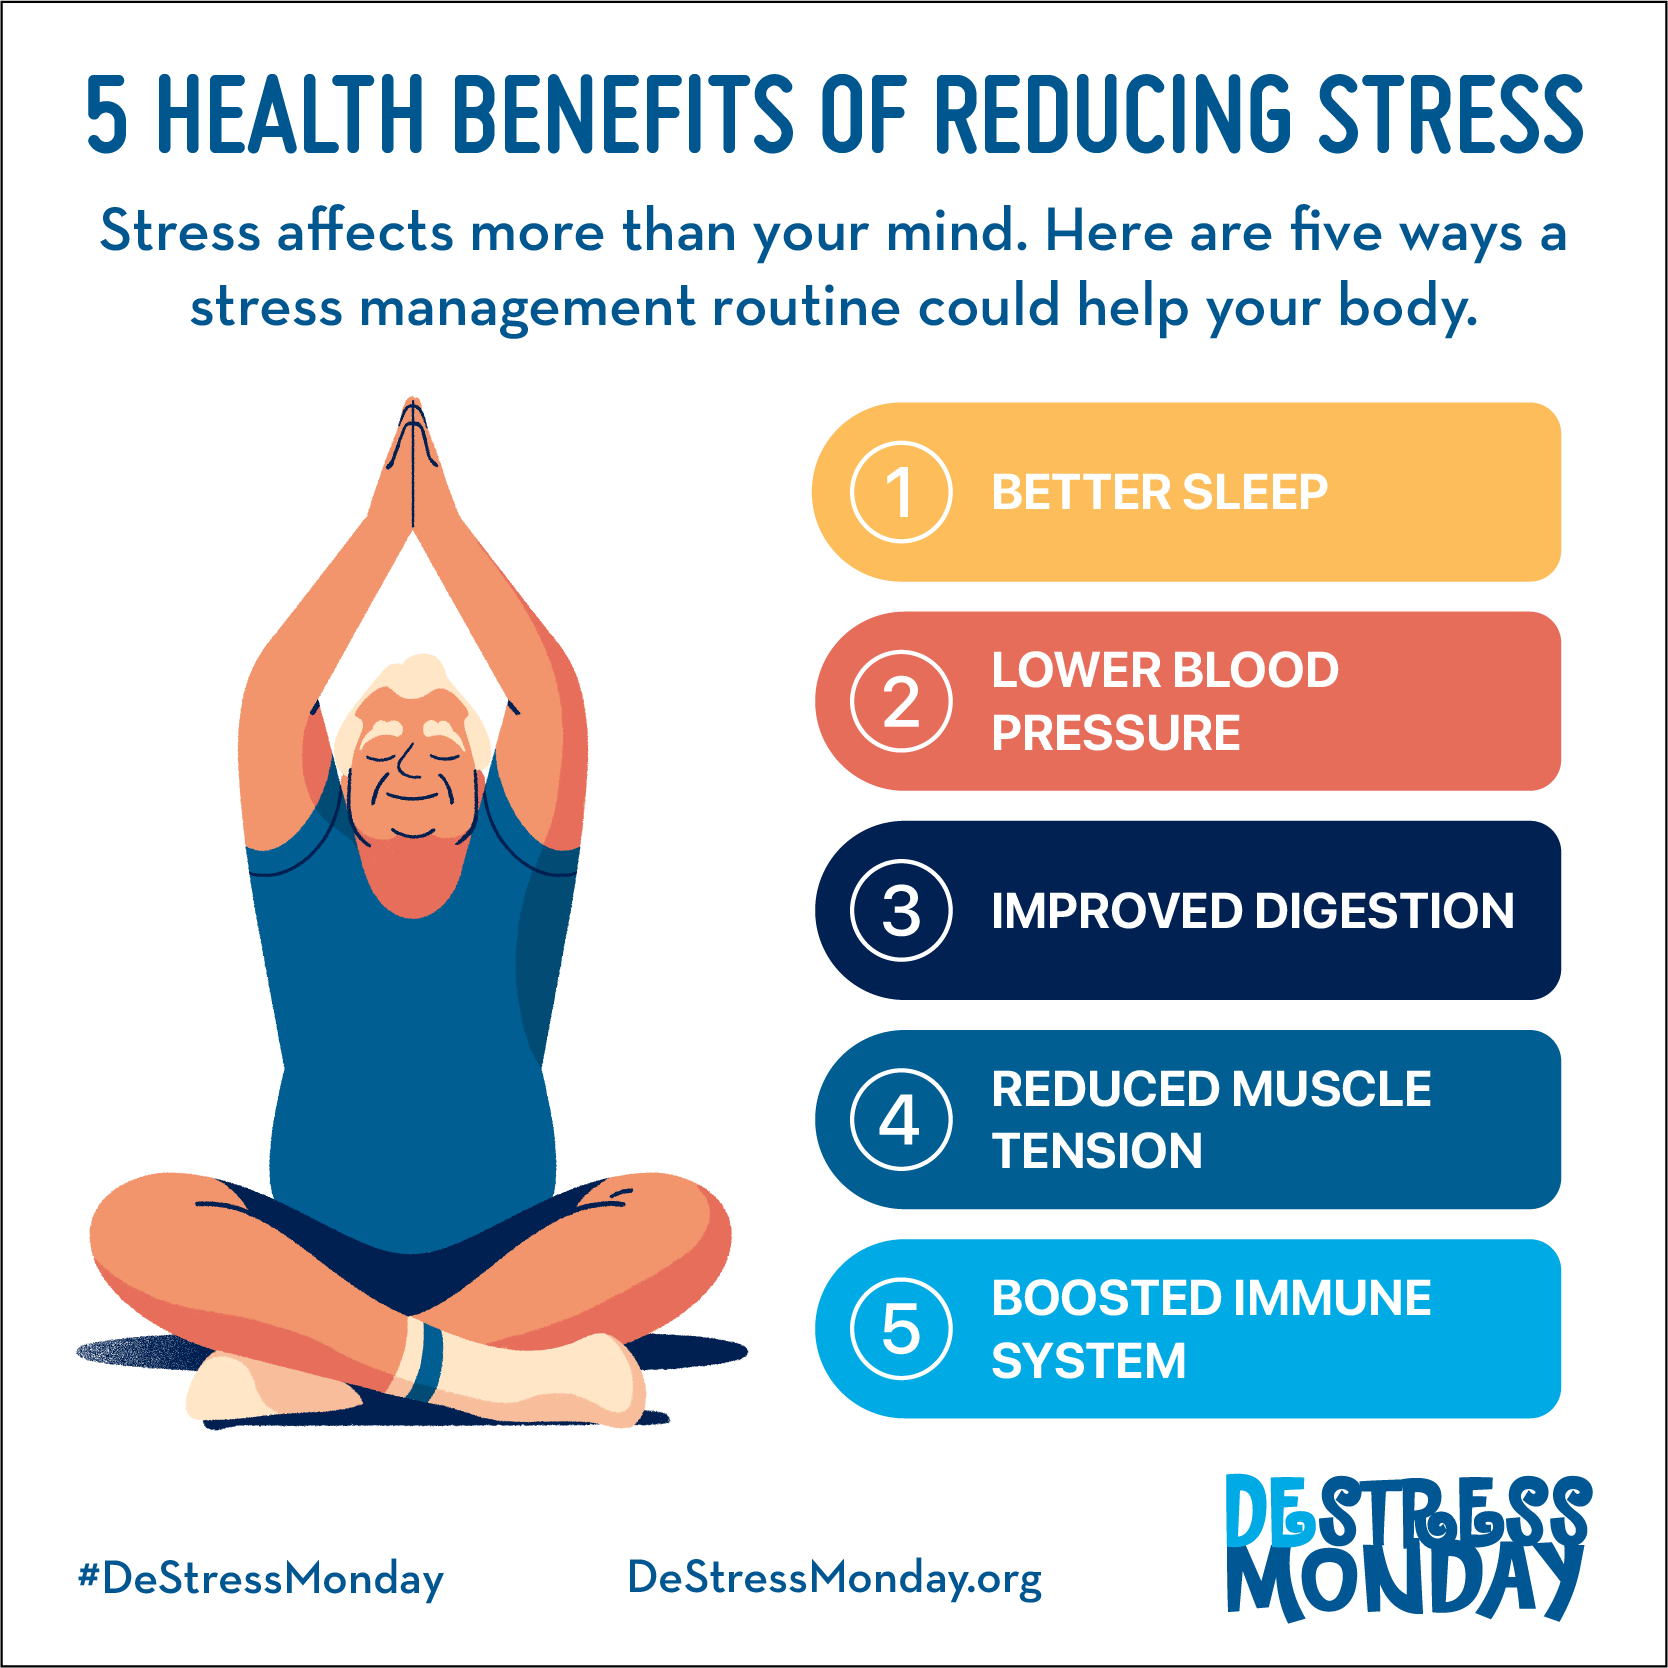 5 HEALTH BENEFITS OF REDUCING STRESS
Stress affects more than your mind. Here are five ways a
stress management routine could help your body.
1 BETTER SLEEP
2 LOWER BLOOD
PRESSURE
3 IMPROVED DIGESTION
4 REDUCED MUSCLE
TENSION
5 BOOSTED IMMUNE
SYSTEM
#DeStressMonday
DeStressMonday.org
DESTRESS
MONDAY